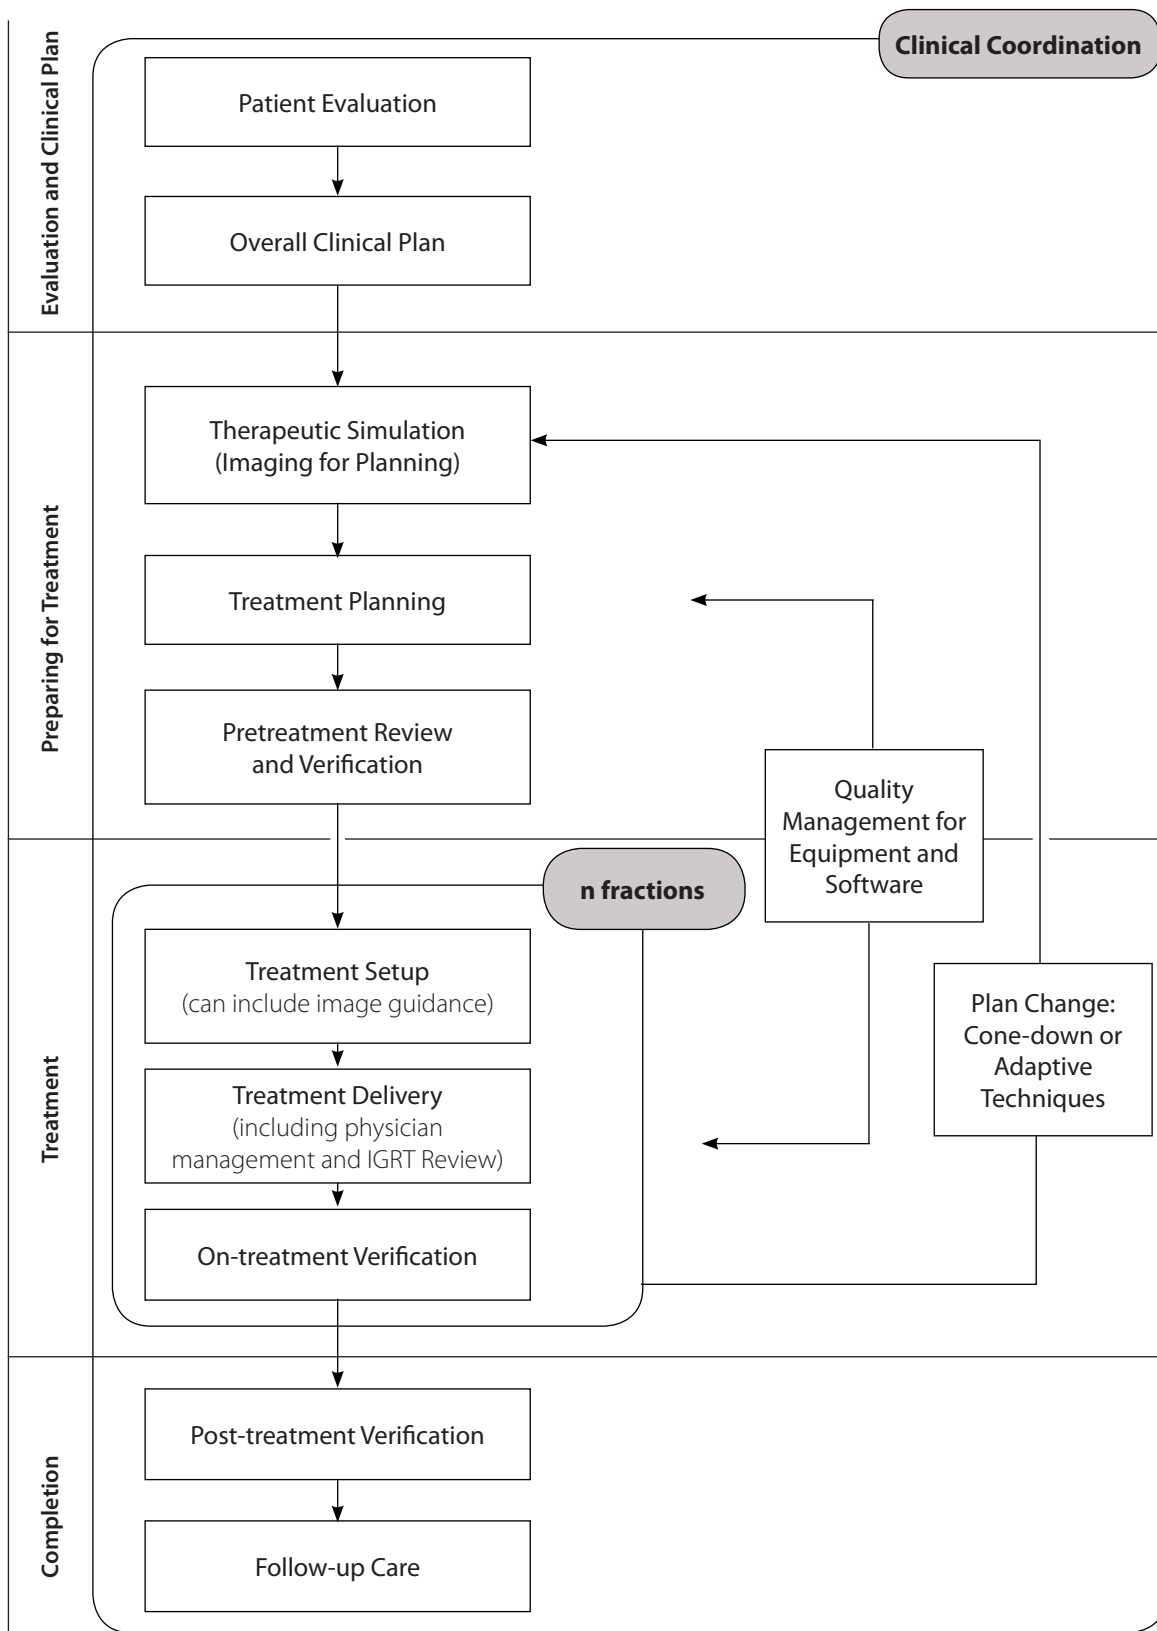 Clinical Coordination
Evaluation and Clinical Plan
Patient Evaluation
Overall Clinical Plan
Preparing for Treatment
Therapeutic Simulation
(Imaging for Planning)
Treatment Planning
Pretreatment Review
and Verification
Quality
Management for
Equipment and
Software
Treatment
n fractions
Treatment Setup
(can include image guidance)
Treatment Delivery
(including physician
management and IGRT Review)
On-treatment Verification
Plan Change:
Cone-down or
Adaptive
Techniques
Completion
Post-treatment Verification
Follow-up Care